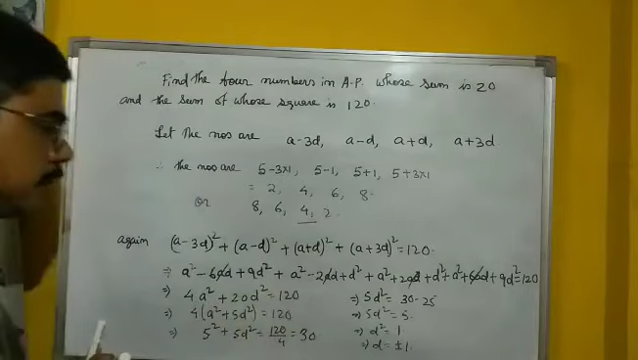 Find the four numbers in A.P. whose sum is 20
and the sum of whose square is 120.
Let the nos are a-3d, a-d, a+d, a+3d.
∴ the nos are 5-3×1, 5-1, 5+1, 5+3×1
= 2, 4, 6, 8.
or 8, 6, 4, 2.
again (a-3d)² + (a-d)² + (a+d)² + (a+3d)² = 120.
⇒ a² - 6ad + 9d² + a² - 2ad + d² + a² + 2ad + d² + a² + 6ad + 9d² = 120
⇒ 4a² + 20d² = 120
⇒ 4(a² + 5d²) = 120
⇒ 5² + 5d² = 120/4 = 30
⇒ 5d² = 30-25
⇒ 5d² = 5.
⇒ d² = 1
⇒ d = ±1.